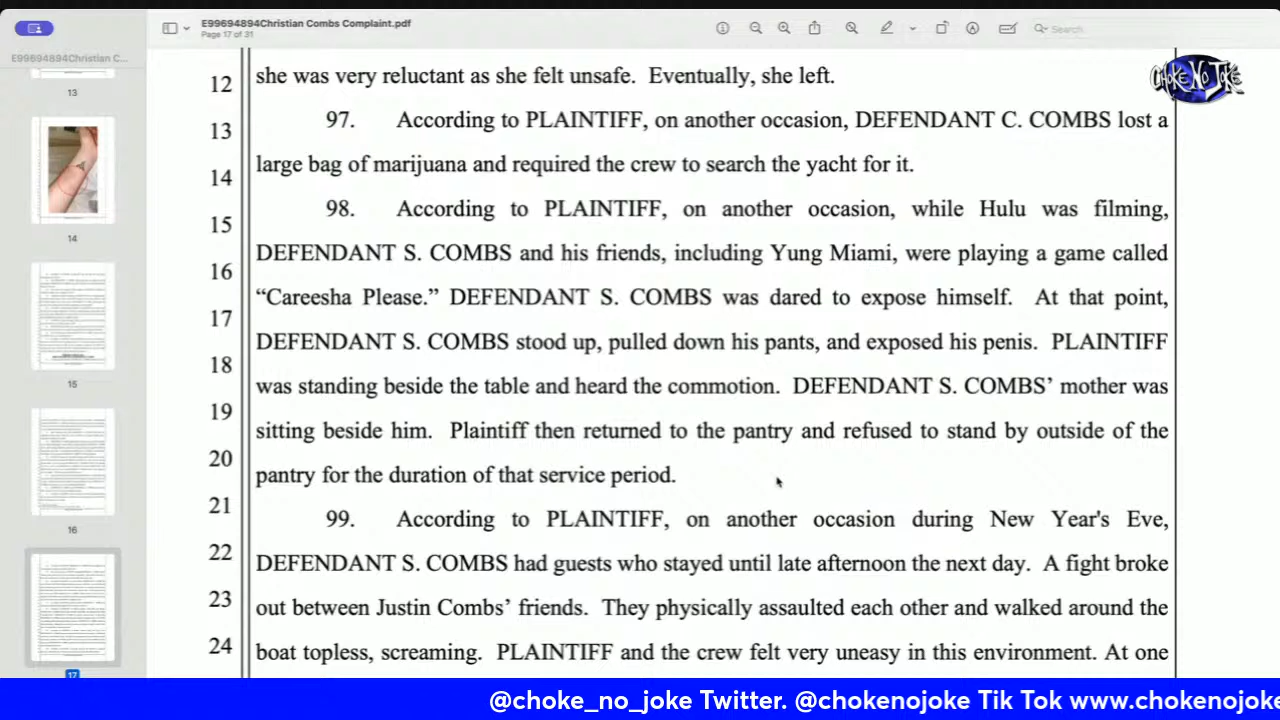 E99694894Christian Combs Complaint.pdf
Page 17 of 31
Search
E99694894Christian C...
13
14
15
16
17
CHOKE NO JOKE
12 she was very reluctant as she felt unsafe. Eventually, she left.
13 97. According to PLAINTIFF, on another occasion, DEFENDANT C. COMBS lost a
14 large bag of marijuana and required the crew to search the yacht for it.
15 98. According to PLAINTIFF, on another occasion, while Hulu was filming,
16 DEFENDANT S. COMBS and his friends, including Yung Miami, were playing a game called
17 “Careesha Please.” DEFENDANT S. COMBS was dared to expose himself. At that point,
18 DEFENDANT S. COMBS stood up, pulled down his pants, and exposed his penis. PLAINTIFF
19 was standing beside the table and heard the commotion. DEFENDANT S. COMBS’ mother was
20 sitting beside him. Plaintiff then returned to the pantry and refused to stand by outside of the
21 pantry for the duration of that service period.
22 99. According to PLAINTIFF, on another occasion during New Year's Eve,
23 DEFENDANT S. COMBS had guests who stayed until late afternoon the next day. A fight broke
24 out between Justin Combs’ friends. They physically assaulted each other and walked around the
boat topless, screaming. PLAINTIFF and the crew felt very uneasy in this environment. At one
@choke_no_joke Twitter. @chokenojoke Tik Tok www.chokenojoke